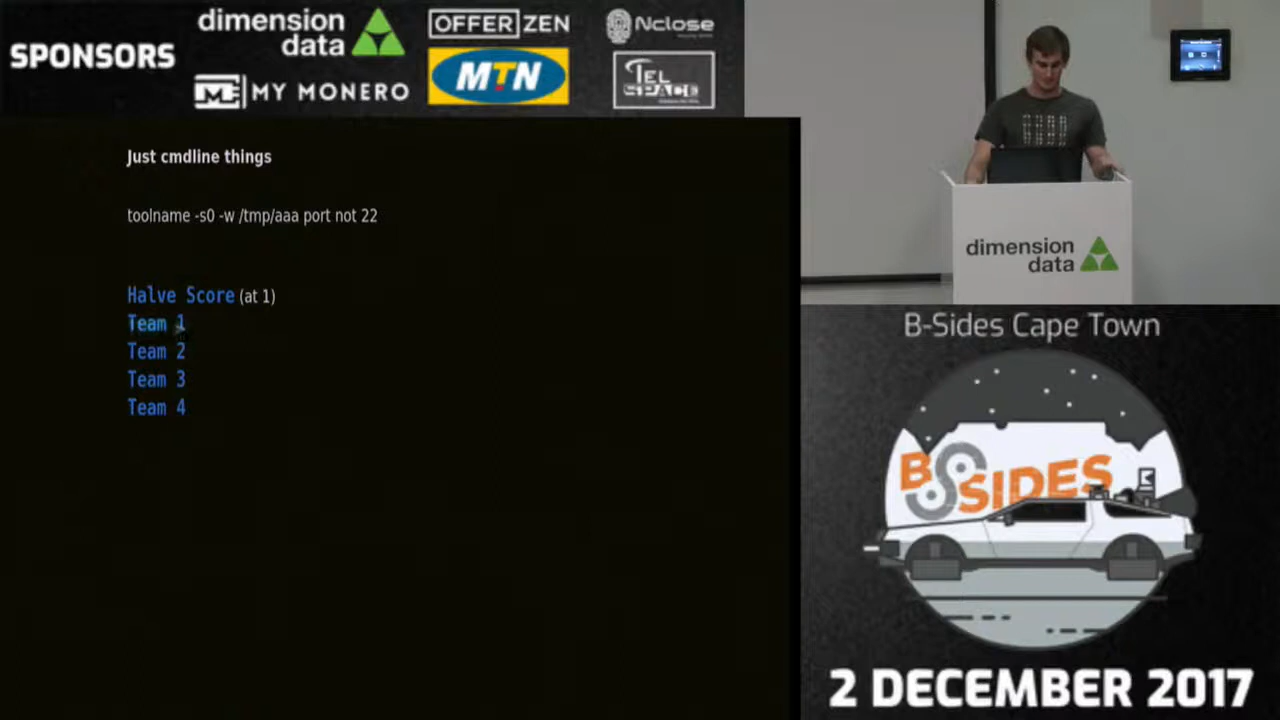 SPONSORS
dimension data
OFFERZEN
Nclose
MY MONERO
MTN
TEL SPACE
Just cmdline things
toolname -s0 -w /tmp/aaa port not 22
Halve Score (at 1)
Team 1
Team 2
Team 3
Team 4
dimension data
B-Sides Cape Town
BSIDES
2 DECEMBER 2017